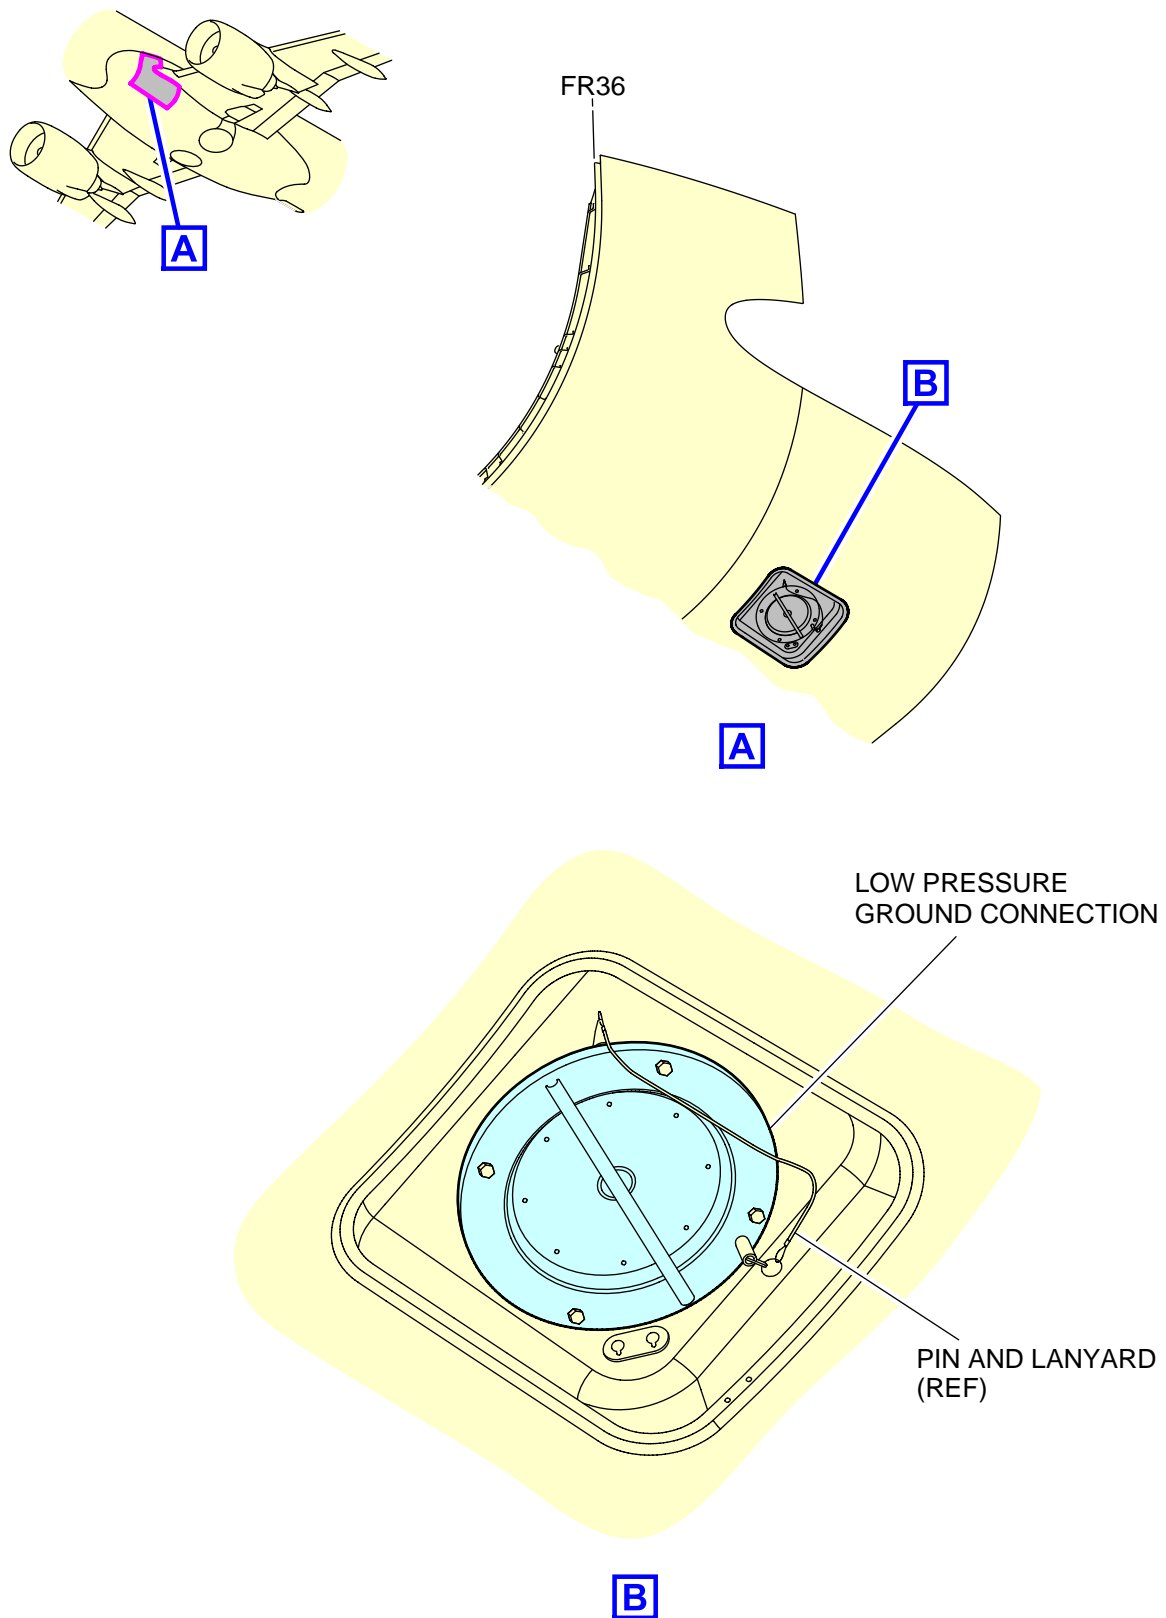 A
FR36
B
A
LOW PRESSURE
GROUND CONNECTION
PIN AND LANYARD
(REF)
B